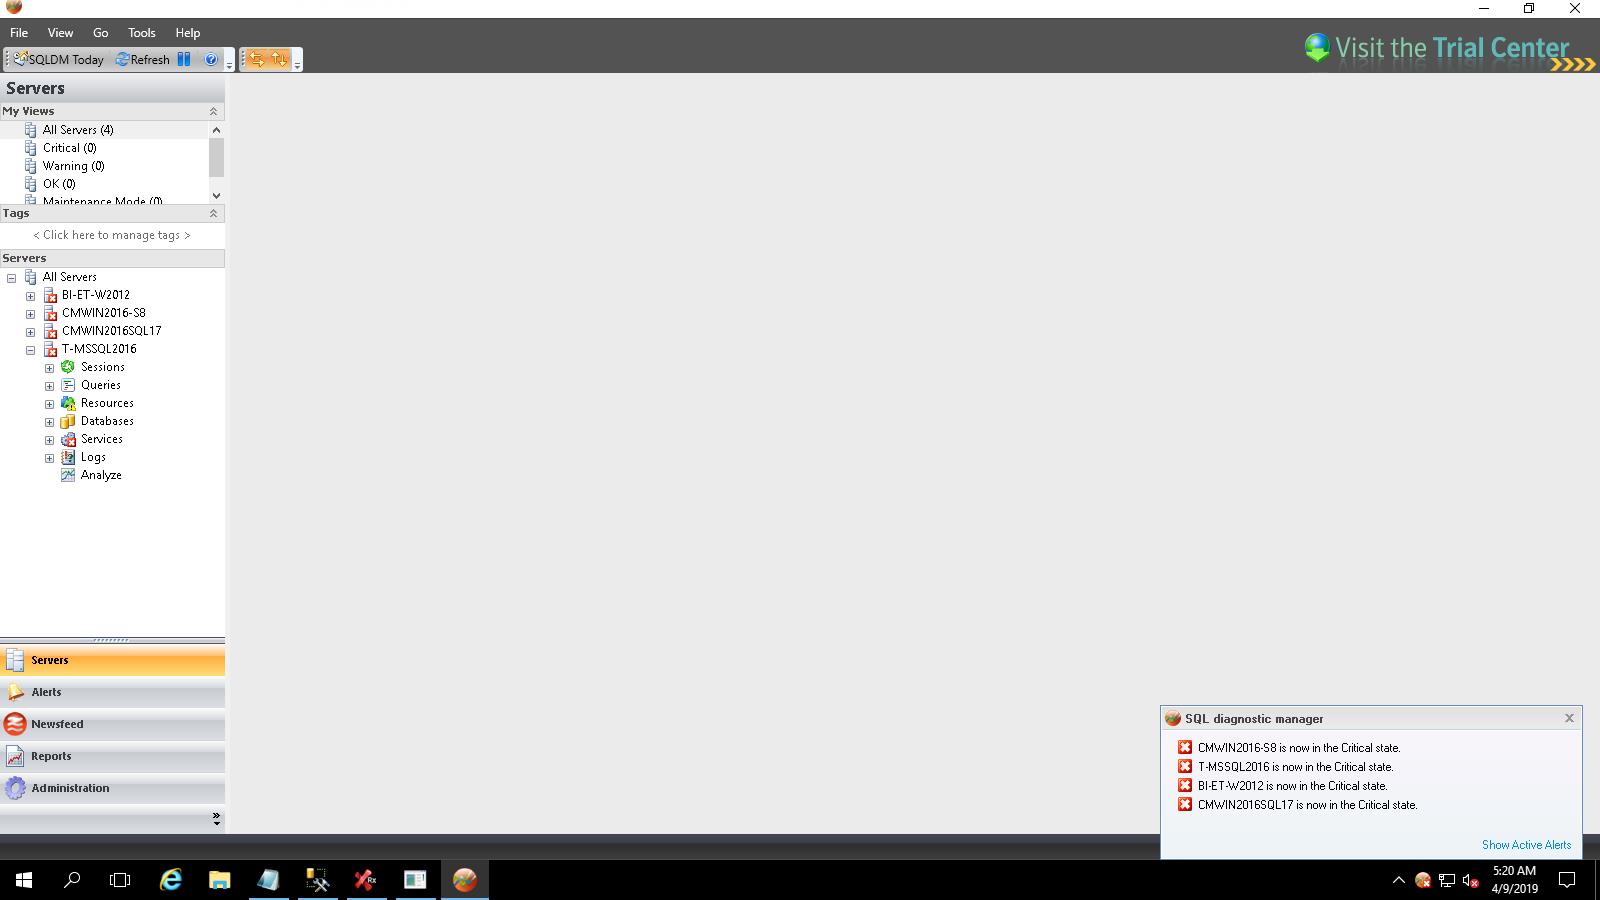 File View Go Tools Help
SQLDM Today Refresh
Visit the Trial Center
Servers
My Views
All Servers (4)
Critical (0)
Warning (0)
OK (0)
Maintenance Mode (0)
Tags
< Click here to manage tags >
Servers
All Servers
BI-ET-W2012
CMWIN2016-S8
CMWIN2016SQL17
T-MSSQL2016
Sessions
Queries
Resources
Databases
Services
Logs
Analyze
Servers
Alerts
Newsfeed
Reports
Administration
SQL diagnostic manager
CMWIN2016-S8 is now in the Critical state.
T-MSSQL2016 is now in the Critical state.
BI-ET-W2012 is now in the Critical state.
CMWIN2016SQL17 is now in the Critical state.
Show Active Alerts
5:20 AM
4/9/2019